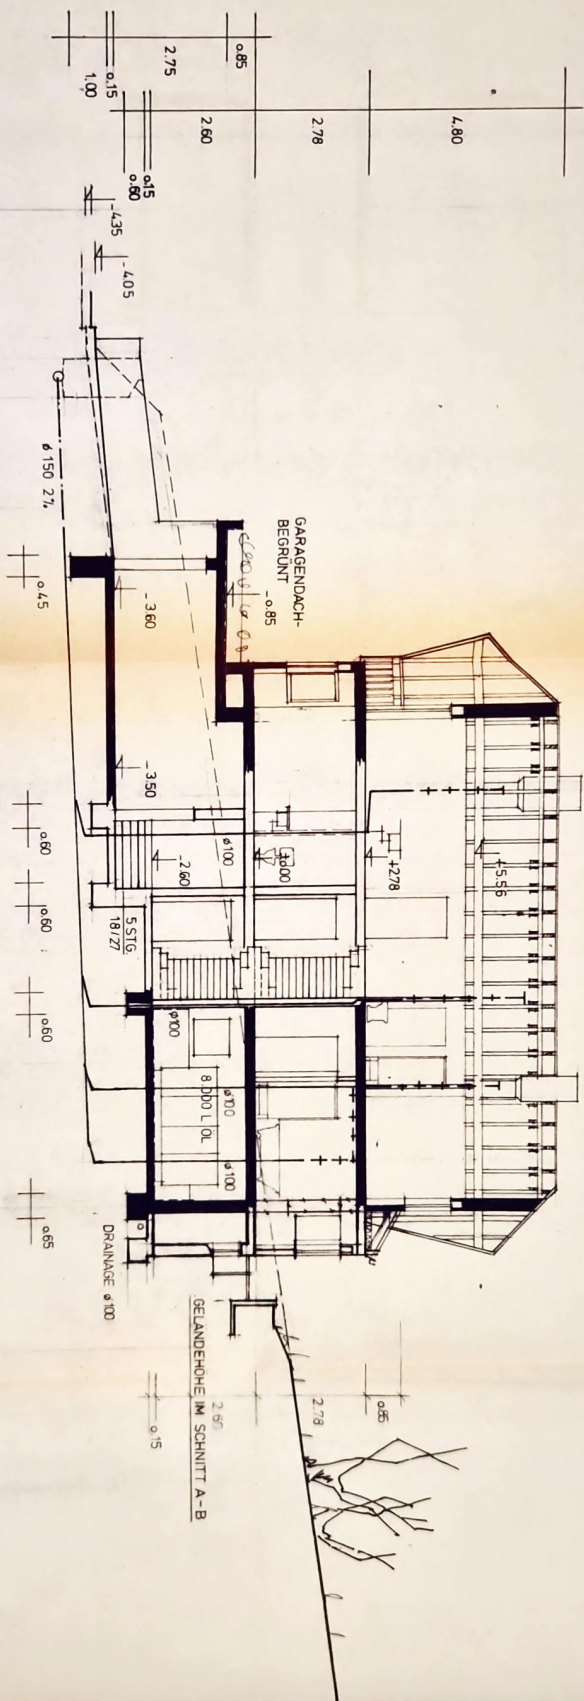 0.85
2.75
0.15
1.00
4.80
2.78
2.60
0.15
0.60
-4.35
-4.05
ø 150 2%
GARAGENDACH-
BEGRÜNT
-0.85
-3.60
0.45
-3.50
+5.56
+2.78
±0.00
ø100
-2.60
0.60
5 STG.
18/27
0.60
0.60
ø100
8.000 L ÖL
ø100
ø100
0.65
DRAINAGE ø 100
GELÄNDEHÖHE IM SCHNITT A-B
0.85
2.78
2.60
0.15